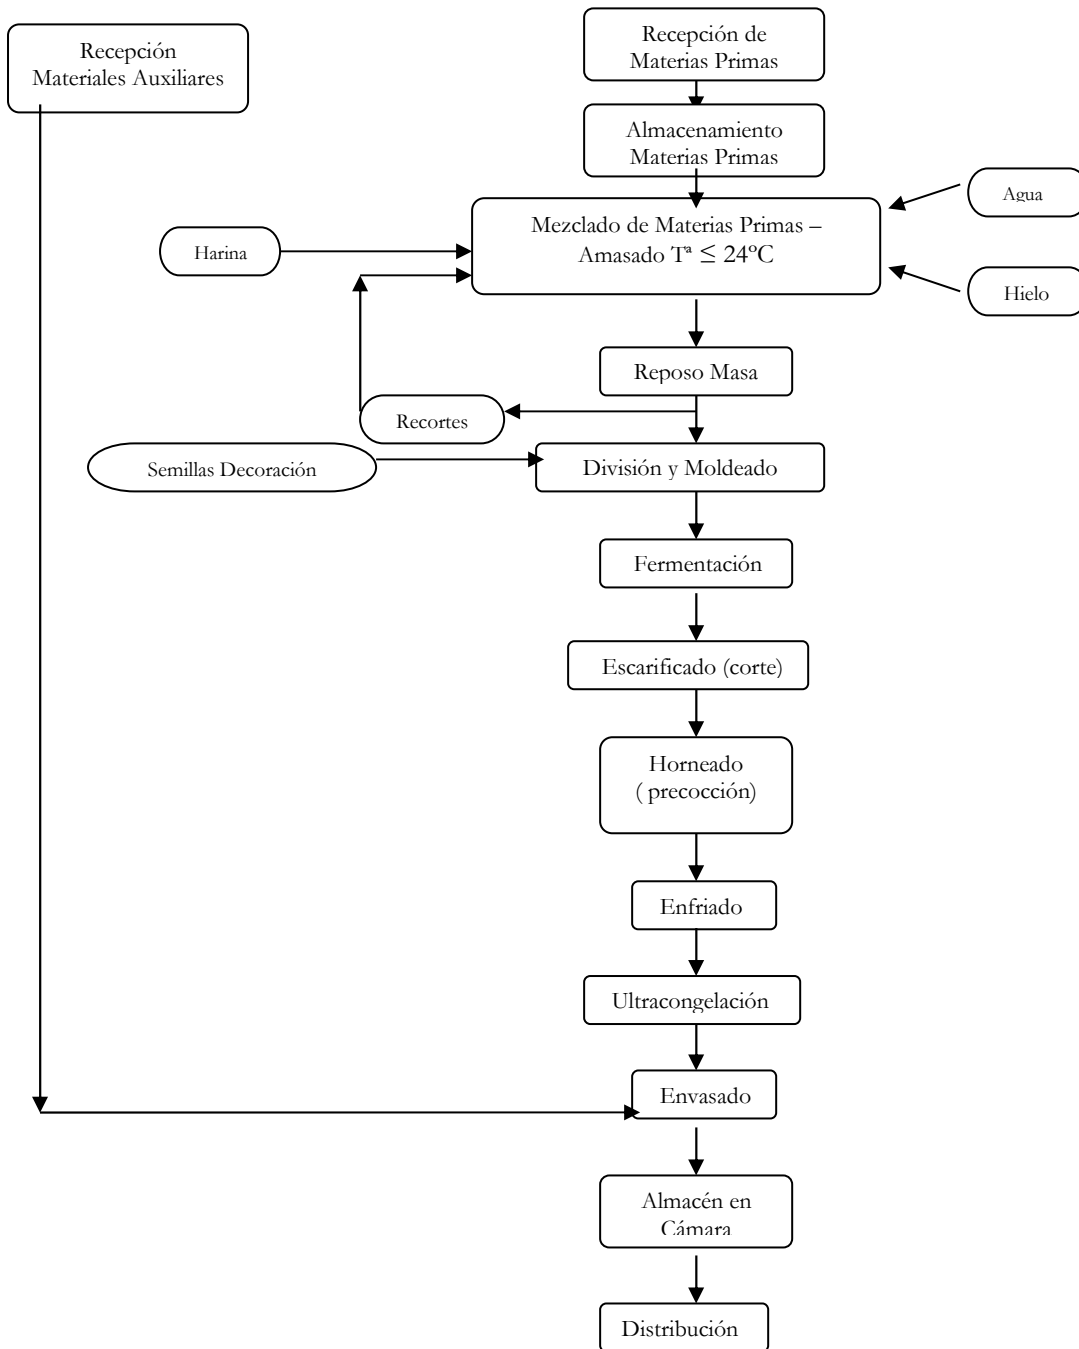 Recepción
Materiales Auxiliares
Recepción de
Materias Primas
Almacenamiento
Materias Primas
Mezclado de Materias Primas –
Amasado Tª ≤ 24ºC
Agua
Harina
Hielo
Reposo Masa
Recortes
Semillas Decoración
División y Moldeado
Fermentación
Escarificado (corte)
Horneado
( precocción)
Enfriado
Ultracongelación
Envasado
Almacén en
Cámara
Distribución